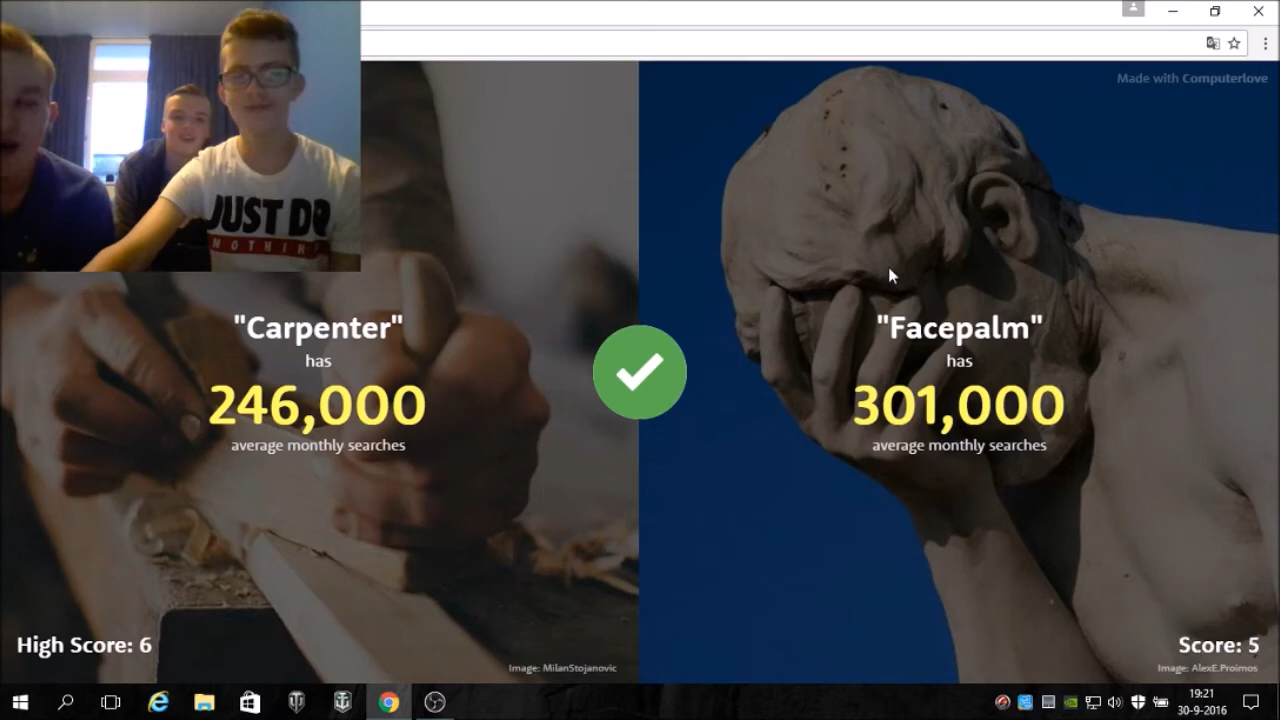 JUST DO
NOTHIN
Made with Computerlove
"Carpenter"
has
246,000
average monthly searches
"Facepalm"
has
301,000
average monthly searches
High Score: 6
Image: MilanStojanovic
Score: 5
Image: AlexE.Proimos
19:21
30-9-2016